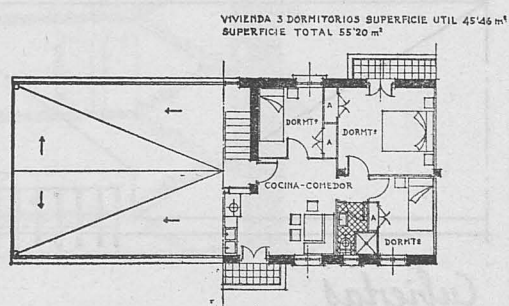 VIVIENDA 3 DORMITORIOS SUPERFICIE UTIL 45'46 m²
SUPERFICIE TOTAL 55'20 m²
DORMTº
A
A
DORMTº
COCINA-COMEDOR
A
DORMTº